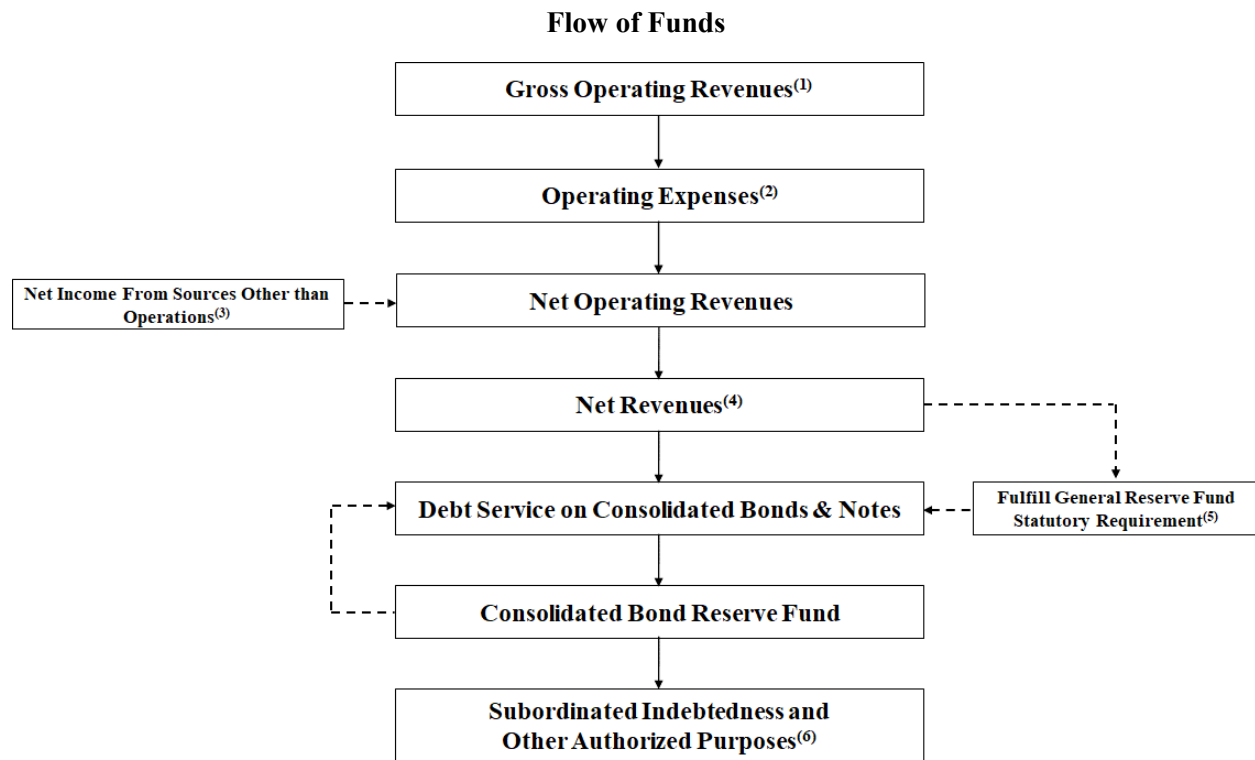 Flow of Funds
Gross Operating Revenues(1)
Operating Expenses(2)
Net Income From Sources Other than
Operations(3)
Net Operating Revenues
Net Revenues(4)
Debt Service on Consolidated Bonds & Notes
Fulfill General Reserve Fund
Statutory Requirement(5)
Consolidated Bond Reserve Fund
Subordinated Indebtedness and
Other Authorized Purposes(6)